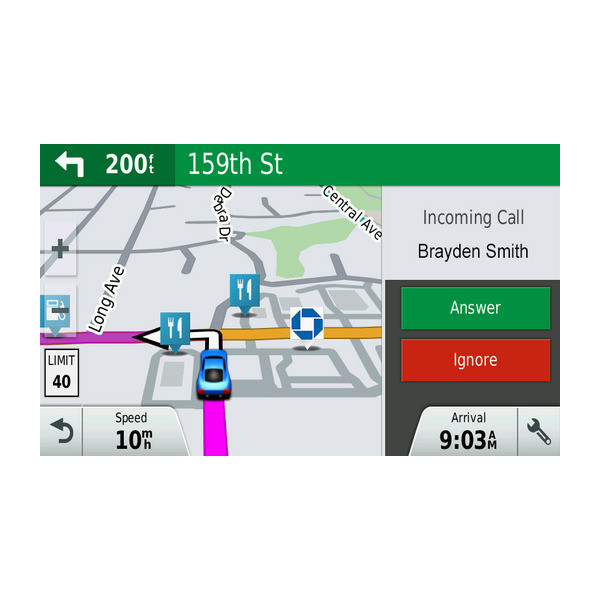 200ft
159th St
Debra Dr
Central Ave
Incoming Call
Brayden Smith
Long Ave
Answer
Ignore
LIMIT
40
Speed
10mh
Arrival
9:03AM